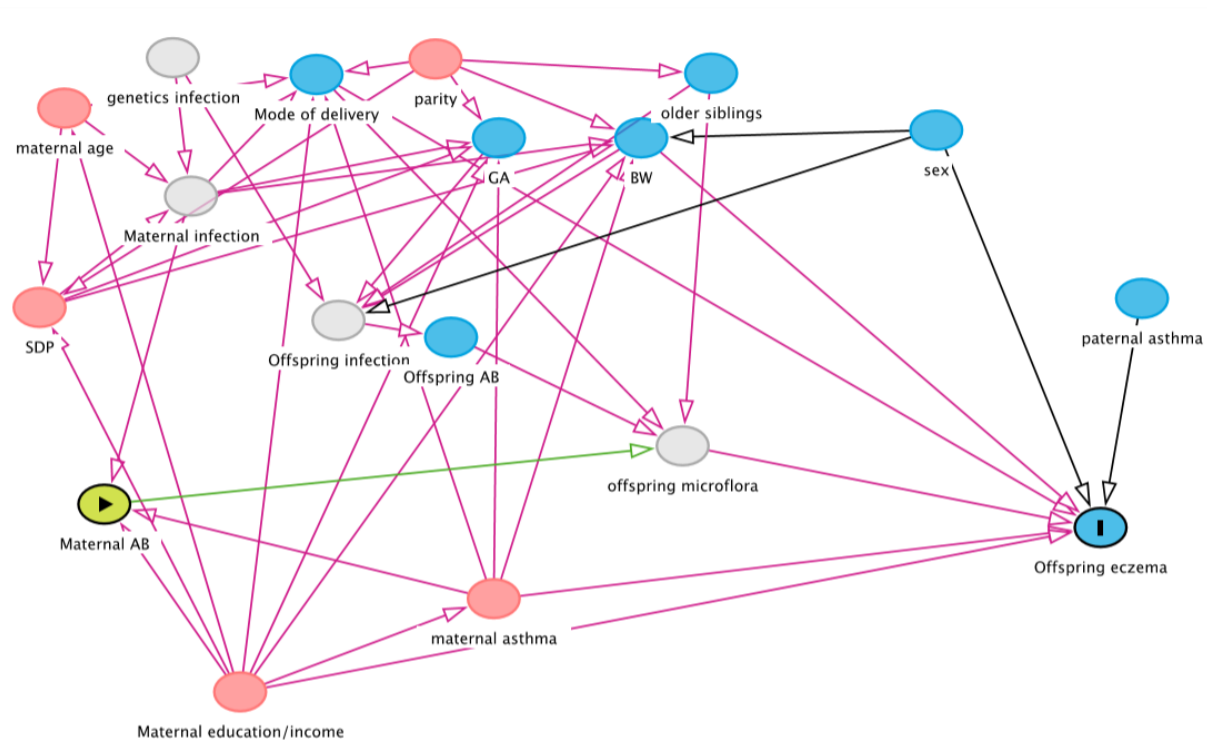 genetics infection
Mode of delivery
parity
older siblings
maternal age
GA
BW
sex
Maternal infection
SDP
paternal asthma
Offspring infection
Offspring AB
offspring microflora
Maternal AB
Offspring eczema
maternal asthma
Maternal education/income